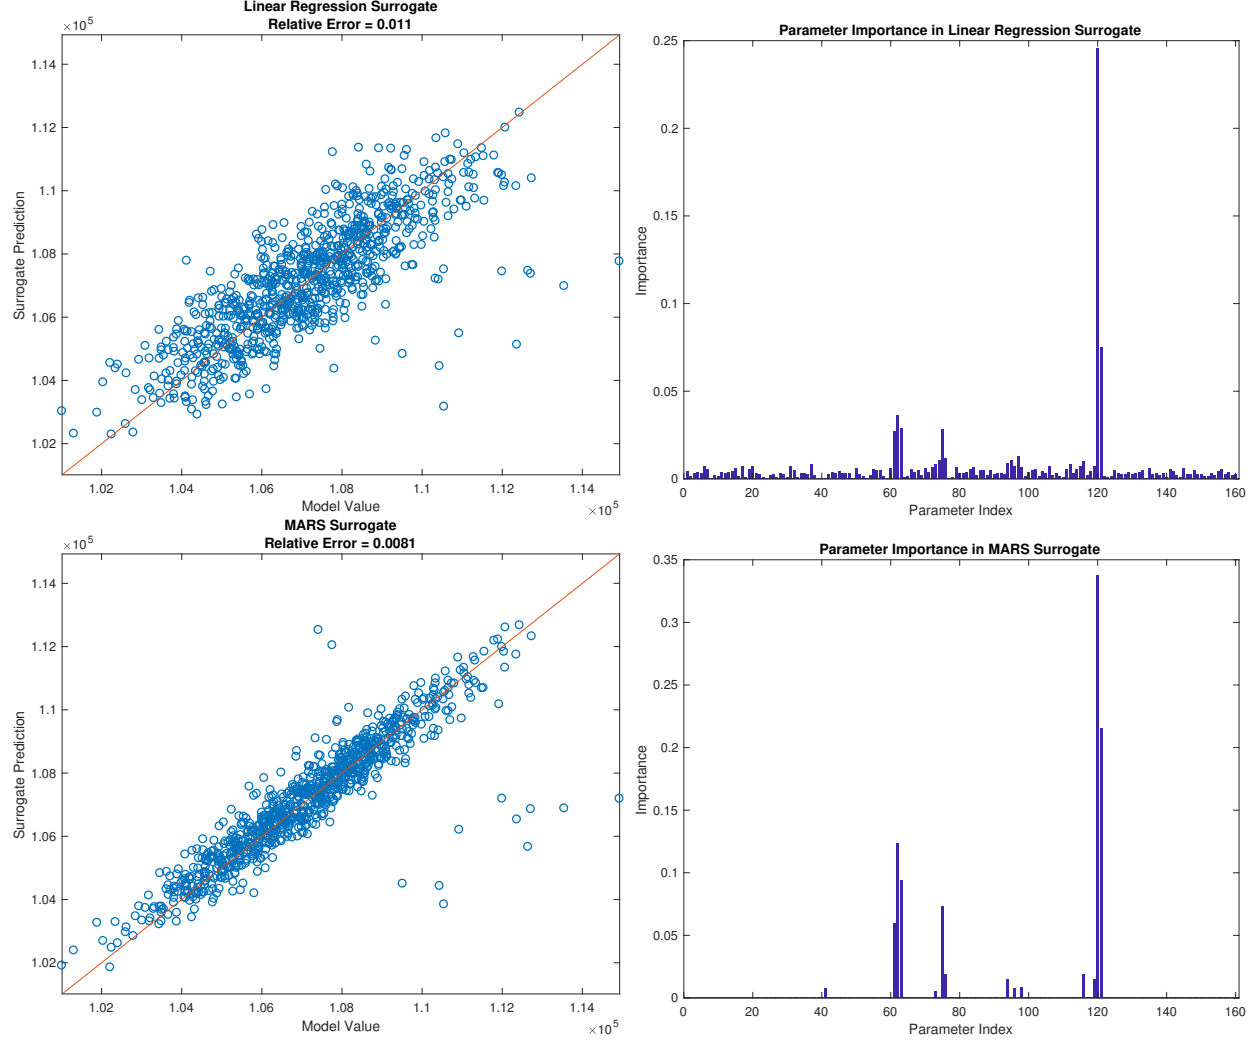 Linear Regression Surrogate
Relative Error = 0.011
×10^5
1.14
1.12
1.1
1.08
1.06
1.04
1.02
Surrogate Prediction
1.02 1.04 1.06 1.08 1.1 1.12 1.14
Model Value
×10^5
Parameter Importance in Linear Regression Surrogate
0.25
0.2
0.15
0.1
0.05
0
Importance
0 20 40 60 80 100 120 140 160
Parameter Index
MARS Surrogate
Relative Error = 0.0081
×10^5
1.14
1.12
1.1
1.08
1.06
1.04
1.02
Surrogate Prediction
1.02 1.04 1.06 1.08 1.1 1.12 1.14
Model Value
×10^5
Parameter Importance in MARS Surrogate
0.35
0.3
0.25
0.2
0.15
0.1
0.05
0
Importance
0 20 40 60 80 100 120 140 160
Parameter Index